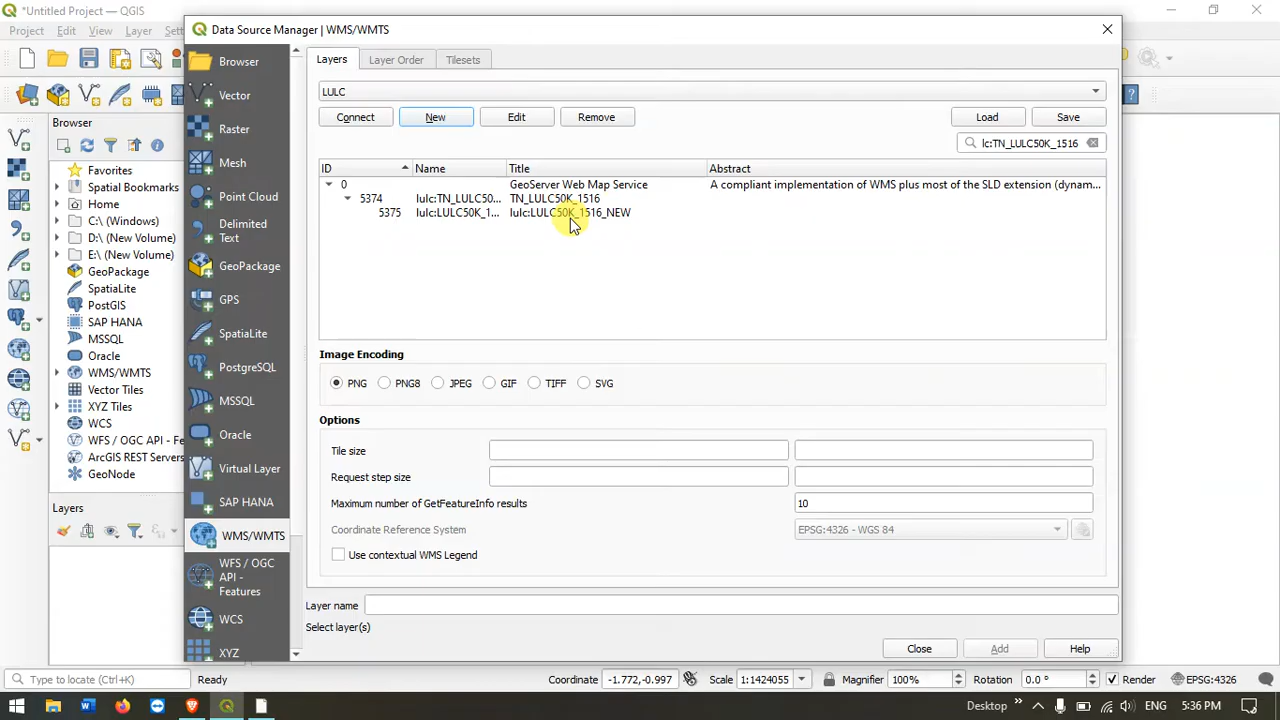 *Untitled Project — QGIS
Project Edit View Layer Sett
Data Source Manager | WMS/WMTS
Browser
Vector
Raster
Mesh
Point Cloud
Delimited
Text
GeoPackage
GPS
SpatiaLite
PostgreSQL
MSSQL
Oracle
Virtual Layer
SAP HANA
WMS/WMTS
WFS / OGC
API -
Features
WCS
XYZ
Layers Layer Order Tilesets
LULC
Connect New Edit Remove Load Save
lc:TN_LULC50K_1516
ID Name Title Abstract
0 GeoServer Web Map Service A compliant implementation of WMS plus most of the SLD extension (dynam...
5374 lulc:TN_LULC50... TN_LULC50K_1516
5375 lulc:LULC50K_1... lulc:LULC50K_1516_NEW
Image Encoding
PNG PNG8 JPEG GIF TIFF SVG
Options
Tile size
Request step size
Maximum number of GetFeatureInfo results 10
Coordinate Reference System EPSG:4326 - WGS 84
Use contextual WMS Legend
Layer name
Select layer(s)
Close Add Help
Browser
Favorites
Spatial Bookmarks
Home
C:\ (Windows)
D:\ (New Volume)
E:\ (New Volume)
GeoPackage
SpatiaLite
PostGIS
SAP HANA
MSSQL
Oracle
WMS/WMTS
Vector Tiles
XYZ Tiles
WCS
WFS / OGC API - Fe
ArcGIS REST Servers
GeoNode
Layers
Type to locate (Ctrl+K) Ready Coordinate -1.772,-0.997 Scale 1:1424055 Magnifier 100% Rotation 0.0 ° Render EPSG:4326
Desktop ENG 5:36 PM